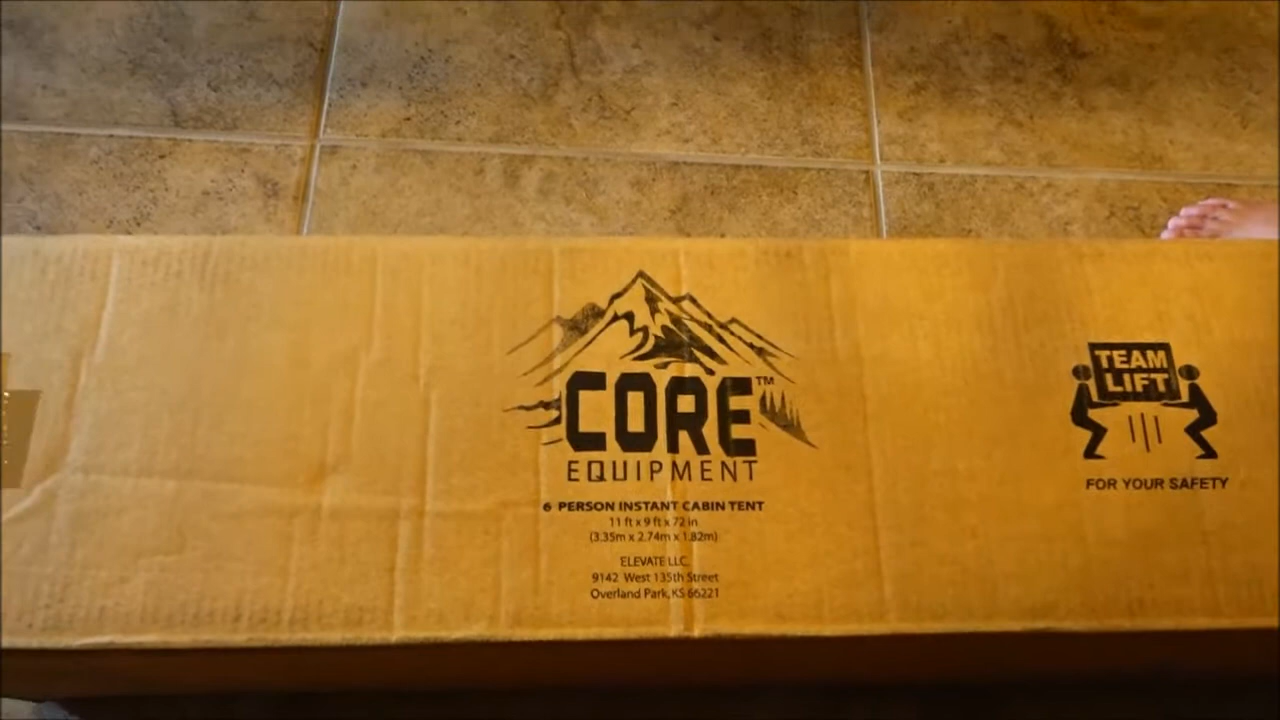 CORE™
EQUIPMENT
6 PERSON INSTANT CABIN TENT
11 ft x 9 ft x 72 in
(3.35m x 2.74m x 1.82m)
ELEVATE LLC.
9142 West 135th Street
Overland Park, KS 66221
TEAM
LIFT
FOR YOUR SAFETY